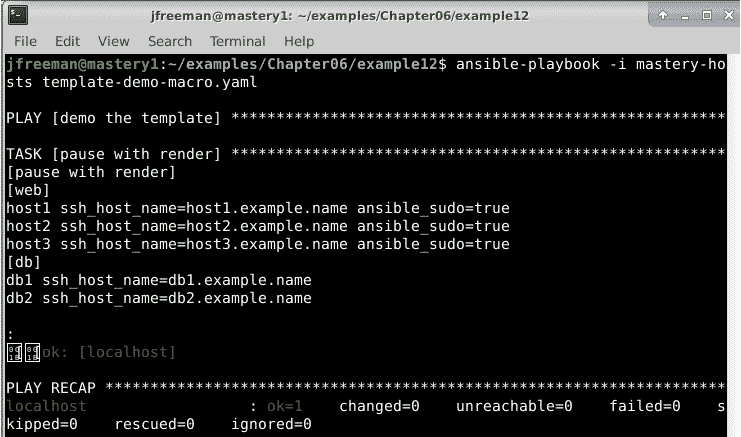 jfreeman@mastery1: ~/examples/Chapter06/example12
File Edit View Search Terminal Help
jfreeman@mastery1:~/examples/Chapter06/example12$ ansible-playbook -i mastery-ho
sts template-demo-macro.yaml
PLAY [demo the template] *******************************************************
TASK [pause with render] *******************************************************
[pause with render]
[web]
host1 ssh_host_name=host1.example.name ansible_sudo=true
host2 ssh_host_name=host2.example.name ansible_sudo=true
host3 ssh_host_name=host3.example.name ansible_sudo=true
[db]
db1 ssh_host_name=db1.example.name
db2 ssh_host_name=db2.example.name
:
ok: [localhost]
PLAY RECAP *********************************************************************
localhost : ok=1 changed=0 unreachable=0 failed=0 s
kipped=0 rescued=0 ignored=0